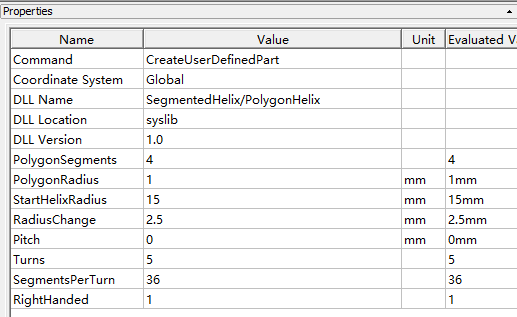 Properties
Name Value Unit Evaluated V
Command CreateUserDefinedPart
Coordinate System Global
DLL Name SegmentedHelix/PolygonHelix
DLL Location syslib
DLL Version 1.0
PolygonSegments 4 4
PolygonRadius 1 mm 1mm
StartHelixRadius 15 mm 15mm
RadiusChange 2.5 mm 2.5mm
Pitch 0 mm 0mm
Turns 5 5
SegmentsPerTurn 36 36
RightHanded 1 1